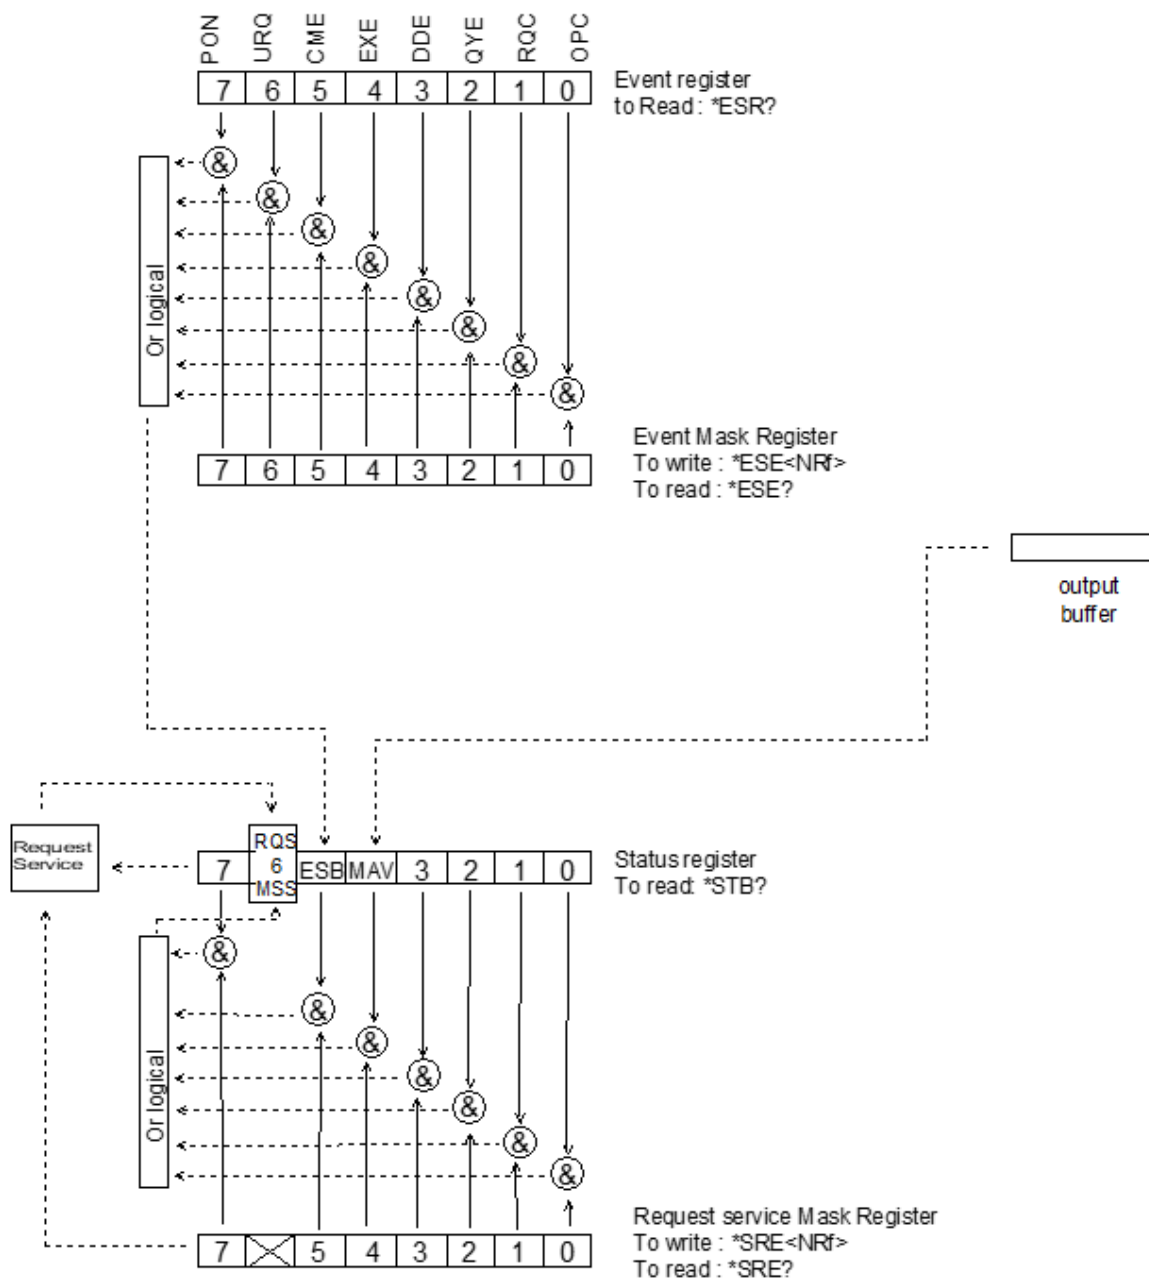 PON URQ CME EXE DDE QYE RQC OPC
7 6 5 4 3 2 1 0
Event register
to Read : *ESR?
& & & & & & & &
Or logical
Event Mask Register
To write : *ESE<NRf>
To read : *ESE?
7 6 5 4 3 2 1 0
output
buffer
Request
Service
7 RQS 6 MSS ESB MAV 3 2 1 0
Status register
To read: *STB?
& & & & & & &
Or logical
Request service Mask Register
To write : *SRE<NRf>
To read : *SRE?
7 5 4 3 2 1 0